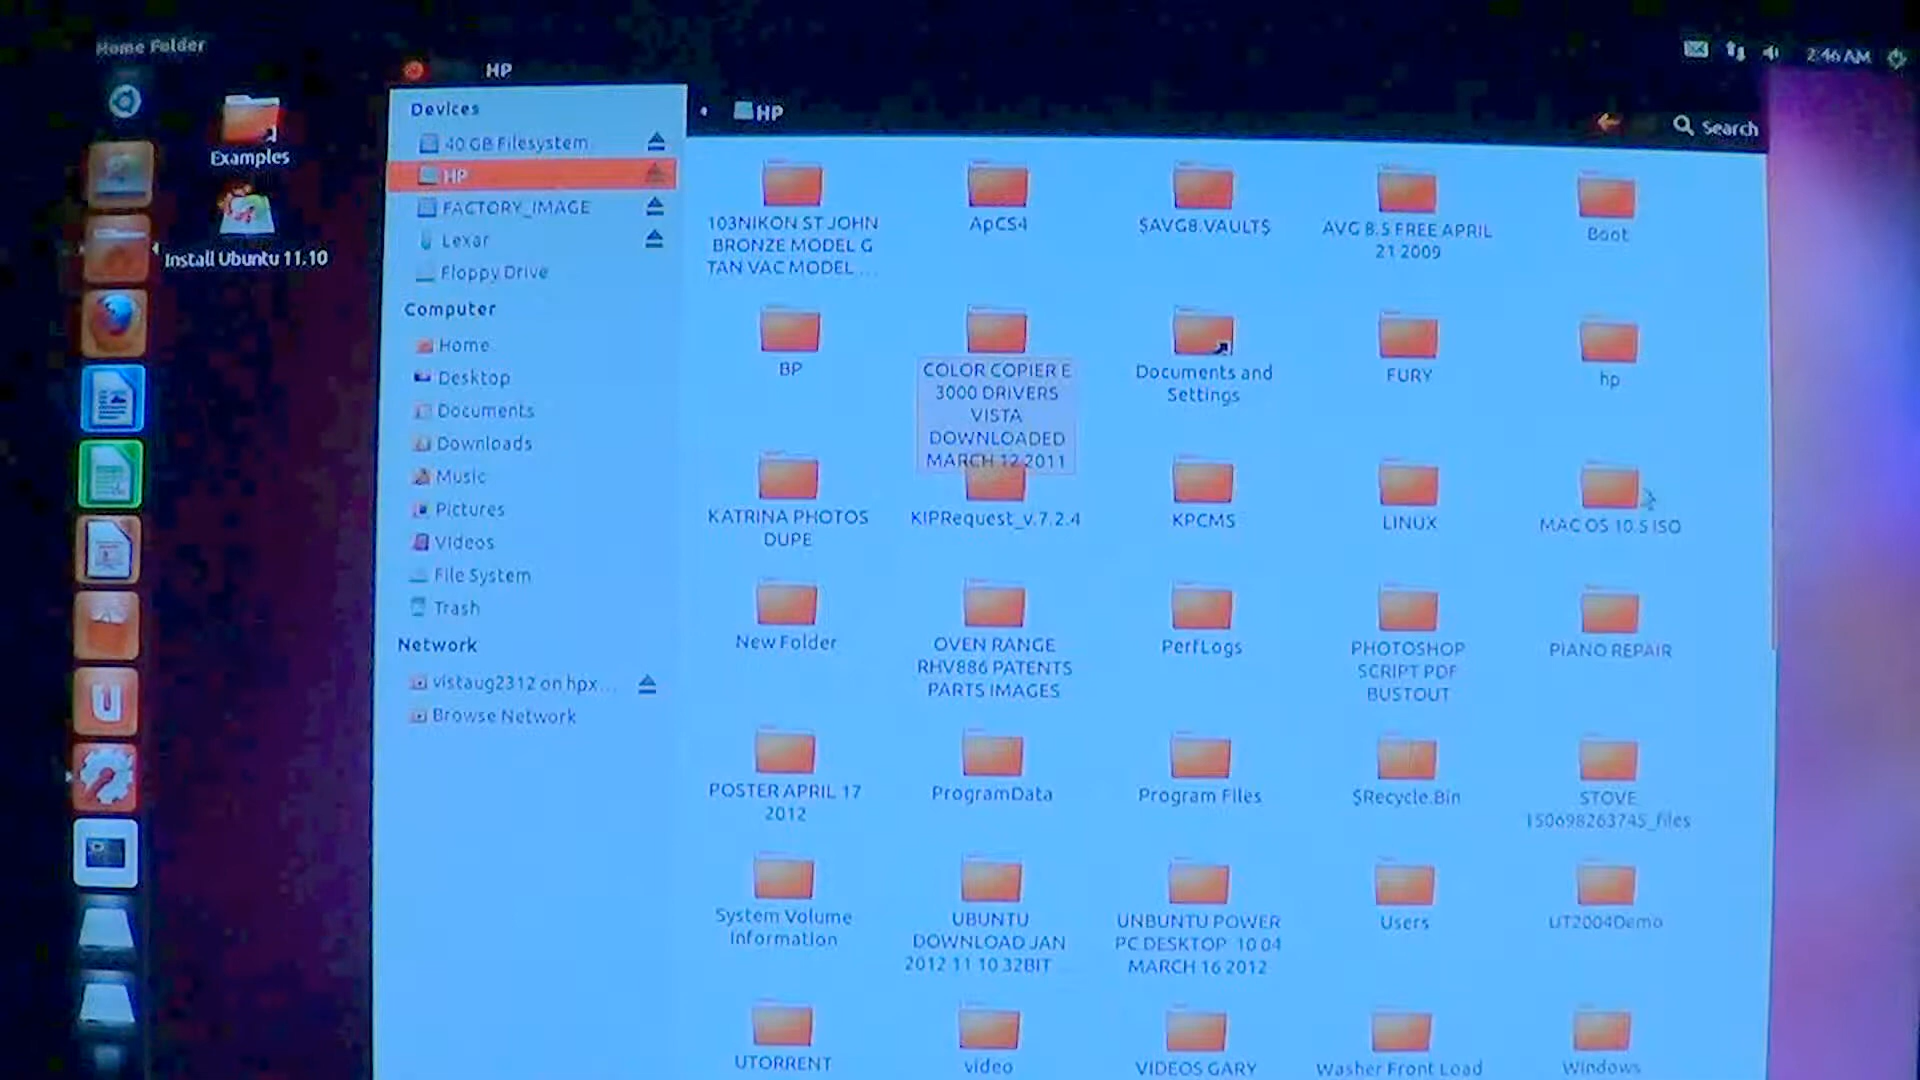 Home Folder
2:46 AM
HP
Examples
Install Ubuntu 11.10
Devices
40 GB Filesystem
HP
FACTORY_IMAGE
Lexar
Floppy Drive
Computer
Home
Desktop
Documents
Downloads
Music
Pictures
Videos
File System
Trash
Network
vistaug2312 on hpx...
Browse Network
HP
Search
103NIKON ST JOHN
BRONZE MODEL G
TAN VAC MODEL ...
ApCS4
$AVG8.VAULT$
AVG 8.5 FREE APRIL
21 2009
Boot
BP
COLOR COPIER E
3000 DRIVERS
VISTA
DOWNLOADED
MARCH 12 2011
Documents and
Settings
FURY
hp
KATRINA PHOTOS
DUPE
KIPRequest_v.7.2.4
KPCMS
LINUX
MAC OS 10.5 ISO
New Folder
OVEN RANGE
RHV886 PATENTS
PARTS IMAGES
PerfLogs
PHOTOSHOP
SCRIPT PDF
BUSTOUT
PIANO REPAIR
POSTER APRIL 17
2012
ProgramData
Program Files
$Recycle.Bin
STOVE
150698263745_files
System Volume
Information
UBUNTU
DOWNLOAD JAN
2012 11 10 32BIT
UNBUNTU POWER
PC DESKTOP 10 04
MARCH 16 2012
Users
UT2004Demo
UTORRENT
video
VIDEOS GARY
Washer Front Load
Windows